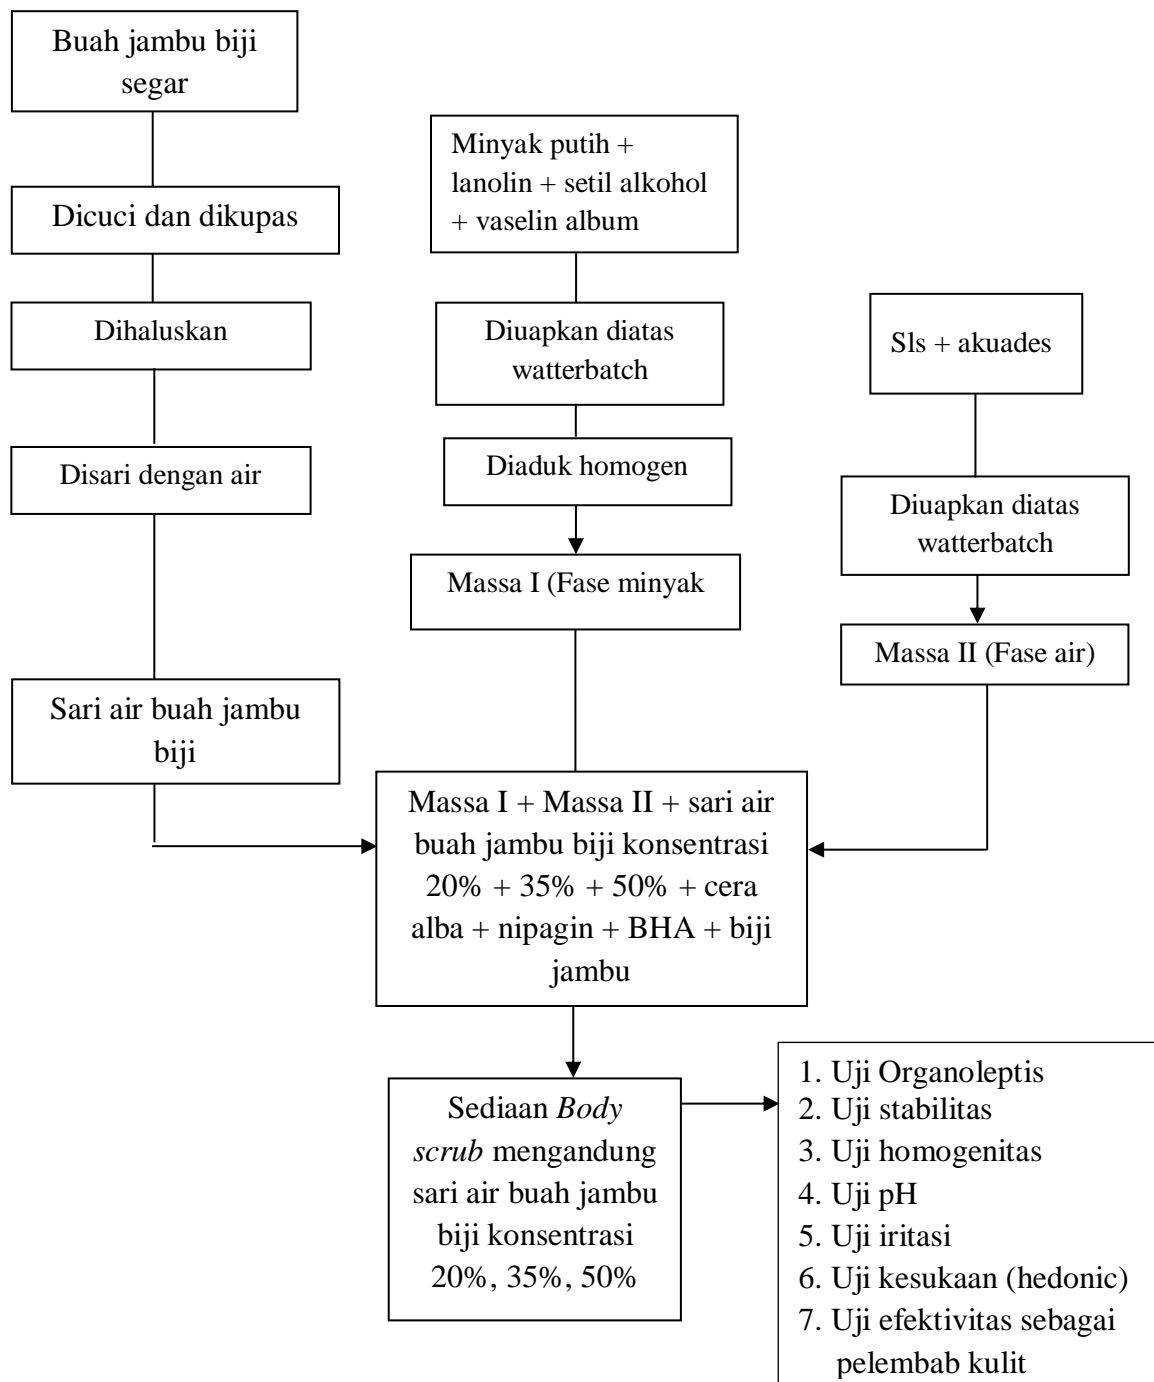 Buah jambu biji
segar
Dicuci dan dikupas
Dihaluskan
Disari dengan air
Sari air buah jambu
biji
Minyak putih +
lanolin + setil alkohol
+ vaselin album
Diuapkan diatas
watterbatch
Diaduk homogen
Massa I (Fase minyak
Sls + akuades
Diuapkan diatas
watterbatch
Massa II (Fase air)
Massa I + Massa II + sari air
buah jambu biji konsentrasi
20% + 35% + 50% + cera
alba + nipagin + BHA + biji
jambu
Sediaan Body
scrub mengandung
sari air buah jambu
biji konsentrasi
20%, 35%, 50%
1. Uji Organoleptis
2. Uji stabilitas
3. Uji homogenitas
4. Uji pH
5. Uji iritasi
6. Uji kesukaan (hedonic)
7. Uji efektivitas sebagai
pelembab kulit